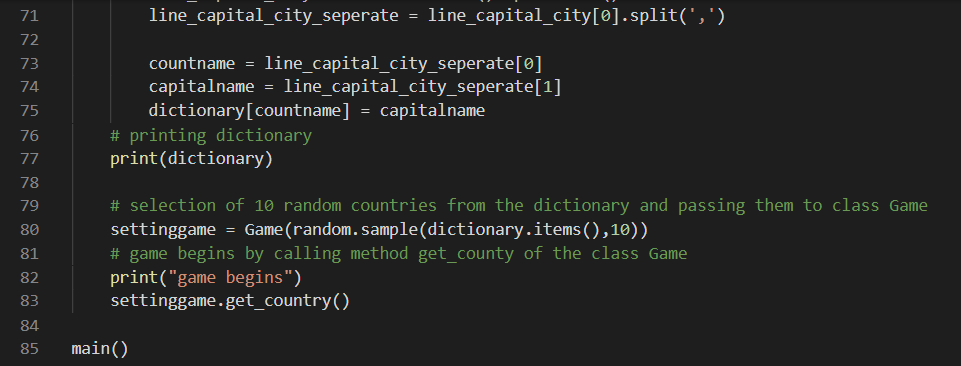 71 line_capital_city_seperate = line_capital_city[0].split(',')
72
73 countname = line_capital_city_seperate[0]
74 capitalname = line_capital_city_seperate[1]
75 dictionary[countname] = capitalname
76 # printing dictionary
77 print(dictionary)
78
79 # selection of 10 random countries from the dictionary and passing them to class Game
80 settinggame = Game(random.sample(dictionary.items(),10))
81 # game begins by calling method get_county of the class Game
82 print("game begins")
83 settinggame.get_country()
84
85 main()